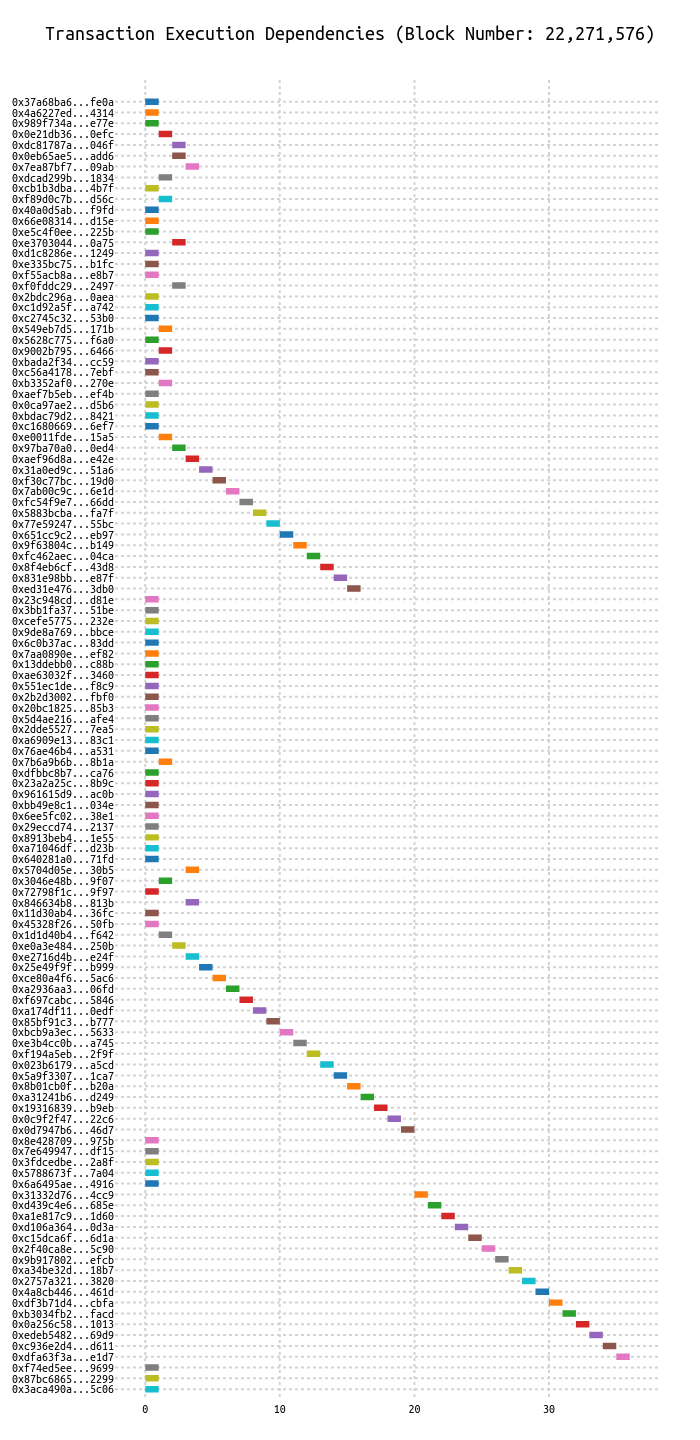 Transaction Execution Dependencies (Block Number: 22,271,576)
0x37a68ba6...fe0a
0x4a6227ed...4314
0x989f734a...e77e
0x0e21db36...0efc
0xdc81787a...046f
0x0eb65ae5...add6
0x7ea87bf7...09ab
0xdcad299b...1834
0xcb1b3dba...4b7f
0xf89d0c7b...d56c
0x40a0d5ab...f9fd
0x66e08314...d15e
0xe5c4f0ee...225b
0xe3703044...0a75
0xd1c8286e...1249
0xe335bc75...b1fc
0xf55acb8a...e8b7
0xf0fddc29...2497
0x2bdc296a...0aea
0xc1d92a5f...a742
0xc2745c32...53b0
0x549eb7d5...171b
0x5628c775...f6a0
0x9002b795...6466
0xbada2f34...cc59
0xc56a4178...7ebf
0xb3352af0...270e
0xaef7b5eb...ef4b
0x0ca97ae2...d5b6
0xbdac79d2...8421
0xc1680669...6ef7
0xe0011fde...15a5
0x97ba70a0...0ed4
0xaef96d8a...e42e
0x31a0ed9c...51a6
0xf30c77bc...19d0
0x7ab00c9c...6e1d
0xfc54f9e7...66dd
0x5883bcba...fa7f
0x77e59247...55bc
0x651cc9c2...eb97
0x9f63804c...b149
0xfc462aec...04ca
0x8f4eb6cf...43d8
0x831e98bb...e87f
0xed31e476...3db0
0x23c948cd...d81e
0x3bb1fa37...51be
0xcefe5775...232e
0x9de8a769...bbce
0x6c0b37ac...83dd
0x7aa0890e...ef82
0x13ddebb0...c88b
0xae63032f...3460
0x551ec1de...f8c9
0x2b2d3002...fbf0
0x20bc1825...85b3
0x5d4ae216...afe4
0x2dde5527...7ea5
0xa6909e13...83c1
0x76ae46b4...a531
0x7b6a9b6b...8b1a
0xdfbbc8b7...ca76
0x23a2a25c...8b9c
0x961615d9...ac0b
0xbb49e8c1...034e
0x6ee5fc02...38e1
0x29eccd74...2137
0x8913beb4...1e55
0xa71046df...d23b
0x640281a0...71fd
0x5704d05e...30b5
0x3046e48b...9f07
0x72798f1c...9f97
0x846634b8...813b
0x11d30ab4...36fc
0x45328f26...50fb
0x1d1d40b4...f642
0xe0a3e484...250b
0xe2716d4b...e24f
0x25e49f9f...b999
0xce80a4f6...5ac6
0xa2936aa3...06fd
0xf697cabc...5846
0xa174df11...0edf
0x85bf91c3...b777
0xbcb9a3ec...5633
0xe3b4cc0b...a745
0xf194a5eb...2f9f
0x023b6179...a5cd
0x5a9f3307...1ca7
0x8b01cb0f...b20a
0xa31241b6...d249
0x19316839...b9eb
0x0c9f2f47...22c6
0x0d7947b6...46d7
0x8e428709...975b
0x7e649947...df15
0x3fdcedbe...2a8f
0x5788673f...7a04
0x6a6495ae...4916
0x31332d76...4cc9
0xd439c4e6...685e
0xa1e817c9...1d60
0xd106a364...0d3a
0xc15dca6f...6d1a
0x2f40ca8e...5c90
0x9b917802...efcb
0xa34be32d...18b7
0x2757a321...3820
0x4a8cb446...461d
0xdf3b71d4...cbfa
0xb3034fb2...facd
0x0a256c58...1013
0xedeb5482...69d9
0xc936e2d4...d611
0xdfa63f3a...e1d7
0xf74ed5ee...9699
0x87bc6865...2299
0x3aca490a...5c06
0 10 20 30